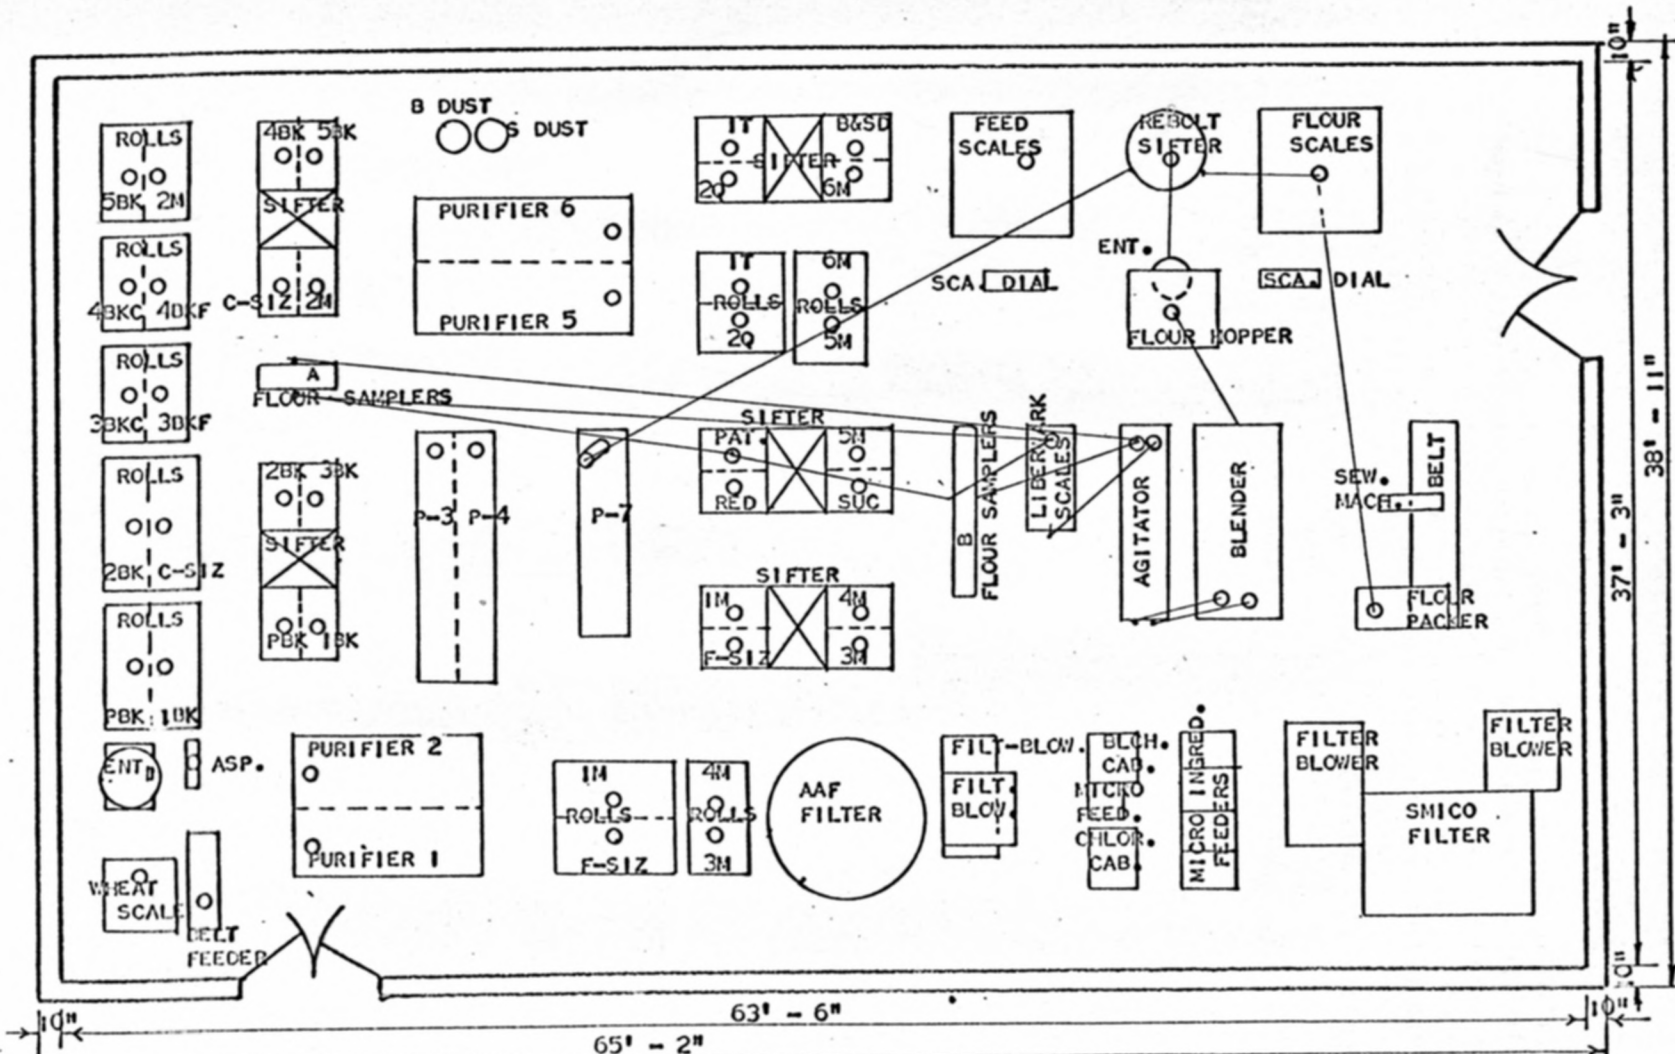 B DUST
S DUST
ROLLS
5BK 2M
4BK 5BK
SIFTER
C-SIZ 2M
ROLLS
4BKC 4BKF
ROLLS
3BKC 3BKF
A
FLOUR SAMPLERS
ROLLS
2BK C-SIZ
2BK 3BK
SIFTER
PBK 1BK
ROLLS
PBK 1BK
ENT.
ASP.
WHEAT
SCALE
BELT
FEEDER
PURIFIER 6
PURIFIER 5
P-3 P-4
P-7
PURIFIER 2
PURIFIER 1
1T B&SD
SIFTER
2Q 6M
1T
ROLLS
2Q
6M
ROLLS
5M
SIFTER
PAT. 5M
RED SUC
SIFTER
1M 4M
F-SIZ 3M
1M
ROLLS
F-SIZ
4M
ROLLS
3M
AAF
FILTER
FEED
SCALES
SCA. DIAL
REBOLT
SIFTER
ENT.
FLOUR HOPPER
FLOUR
SCALES
SCA. DIAL
B
FLOUR SAMPLERS
LIBERMARK
SCALES
AGITATOR
BLENDER
SEW.
MACH.
BELT
FLOUR
PACKER
FILT-BLOW.
FILT.
BLOW.
BLCH.
CAB.
MICRO
FEED.
CHLOR.
CAB.
MICRO INGRED.
FEEDERS
FILTER
BLOWER
FILTER
BLOWER
SMICO
FILTER
10"
37' - 3"
38' - 11"
10"
10"
63' - 6"
10"
65' - 2"